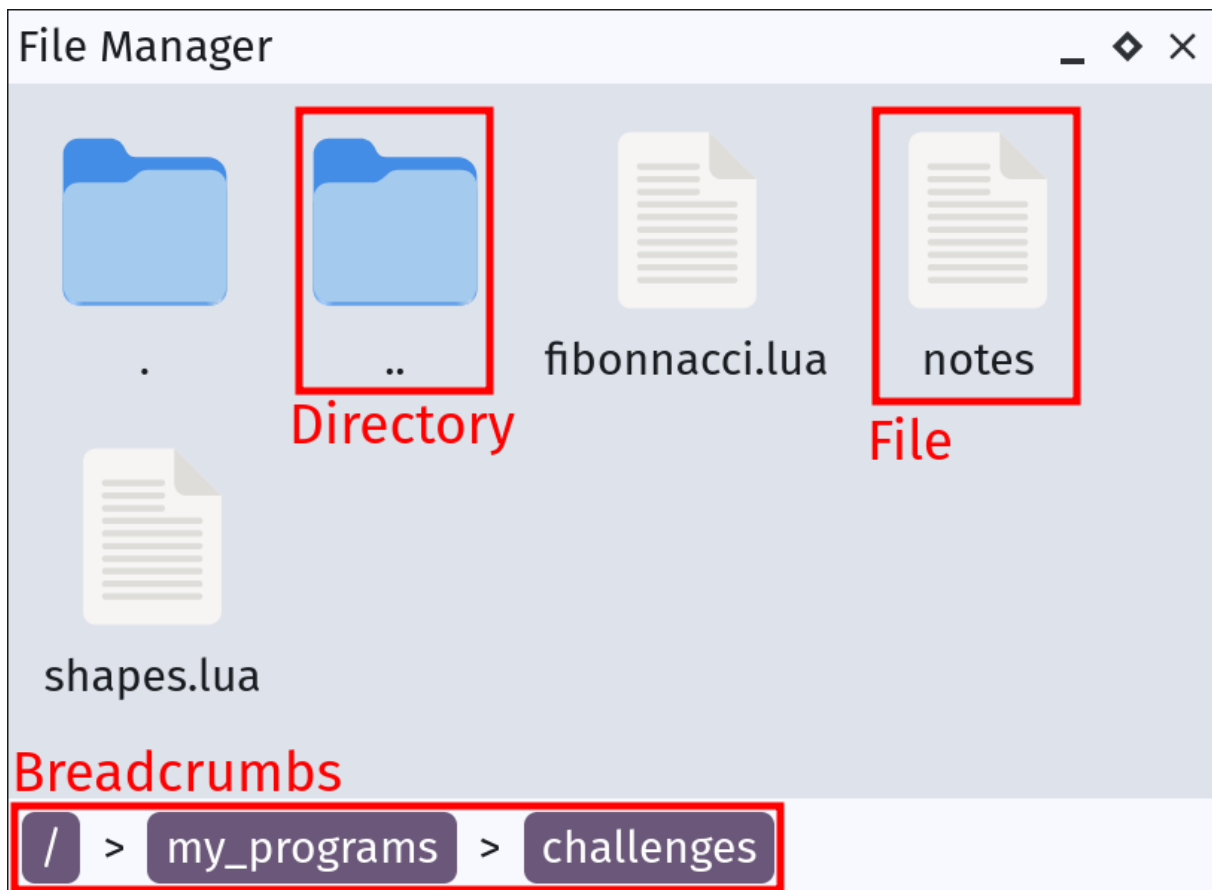 File Manager
.
..
fibonnacci.lua
notes
Directory
File
shapes.lua
Breadcrumbs
/ > my_programs > challenges